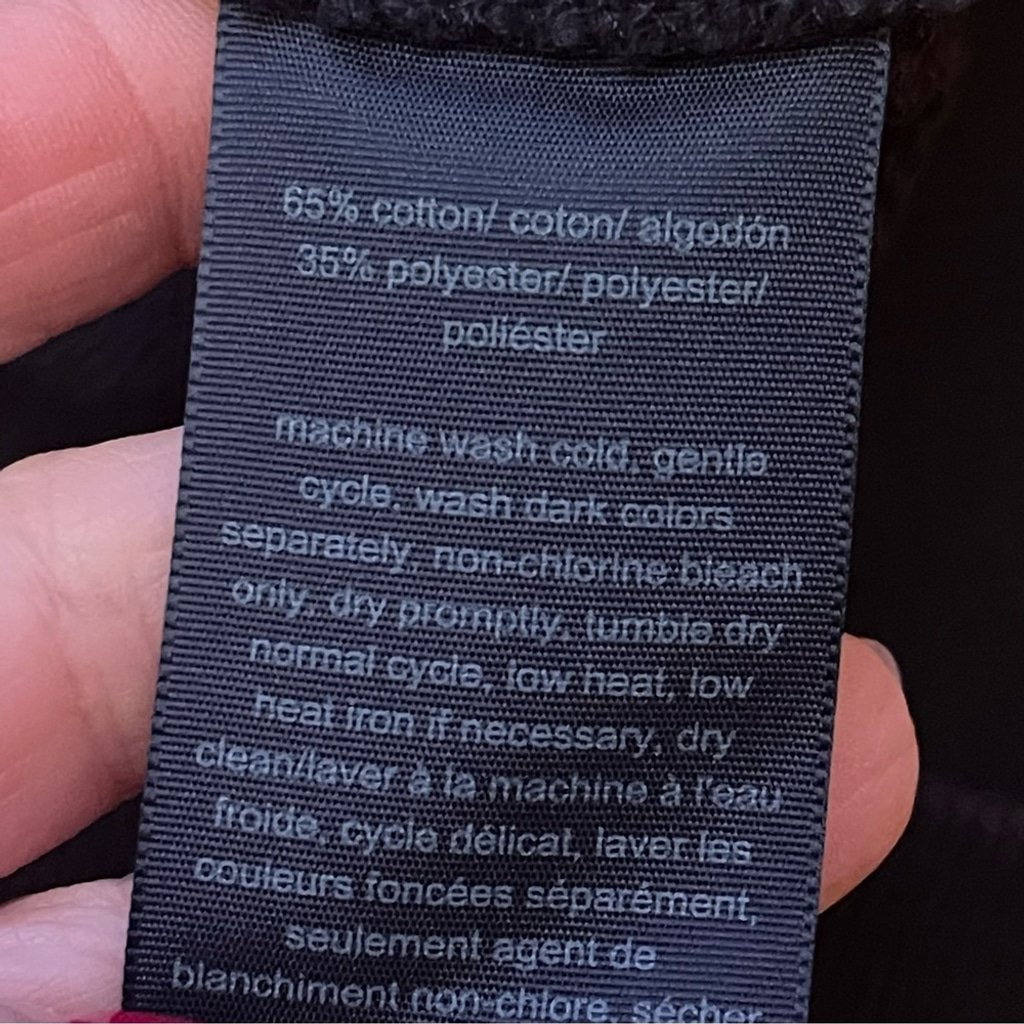 65% cotton/ coton/ algodón
35% polyester/ polyester/
poliéster
machine wash cold, gentle
cycle, wash dark colors
separately, non-chlorine bleach
only, dry promptly, tumble dry
normal cycle, low heat, low
heat iron if necessary, dry
clean/laver à la machine à l'eau
froide, cycle délicat, laver les
couleurs foncées séparément,
seulement agent de
blanchiment non-chlore, sécher